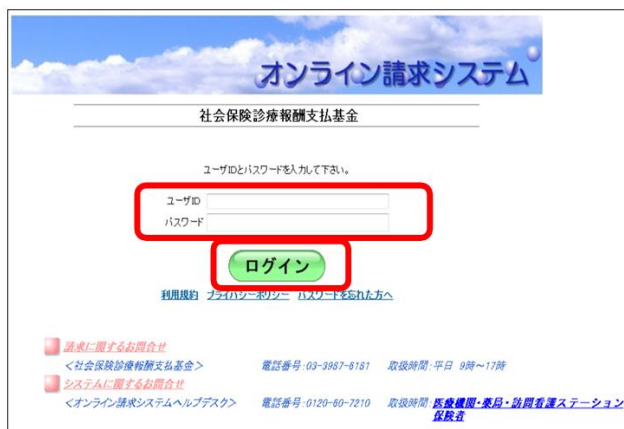 オンライン請求システム
社会保険診療報酬支払基金
ユーザIDとパスワードを入力して下さい。
ユーザID
パスワード
ログイン
利用規約 プライバシーポリシー パスワードを忘れた方へ
請求に関するお問合せ
＜社会保険診療報酬支払基金＞ 電話番号:03-3987-6181 取扱時間:平日 9時～17時
システムに関するお問合せ
＜オンライン請求システムヘルプデスク＞ 電話番号:0120-60-7210 取扱時間:医療機関・薬局・訪問看護ステーション
保険者